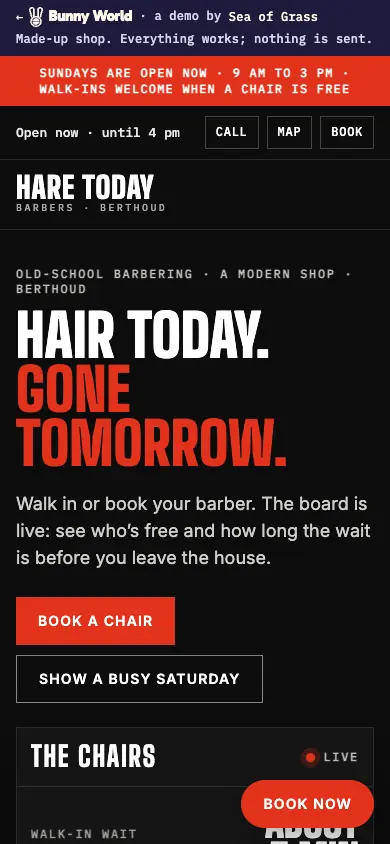 ← Bunny World · a demo by Sea of Grass
Made-up shop. Everything works; nothing is sent.
SUNDAYS ARE OPEN NOW · 9 AM TO 3 PM ·
WALK-INS WELCOME WHEN A CHAIR IS FREE
Open now · until 4 pm CALL MAP BOOK
HARE TODAY
BARBERS · BERTHOUD
OLD-SCHOOL BARBERING · A MODERN SHOP ·
BERTHOUD
HAIR TODAY.
GONE
TOMORROW.
Walk in or book your barber. The board is
live: see who’s free and how long the wait
is before you leave the house.
BOOK A CHAIR
SHOW A BUSY SATURDAY
THE CHAIRS LIVE
BOOK NOW
WALK-IN WAIT ABOUT